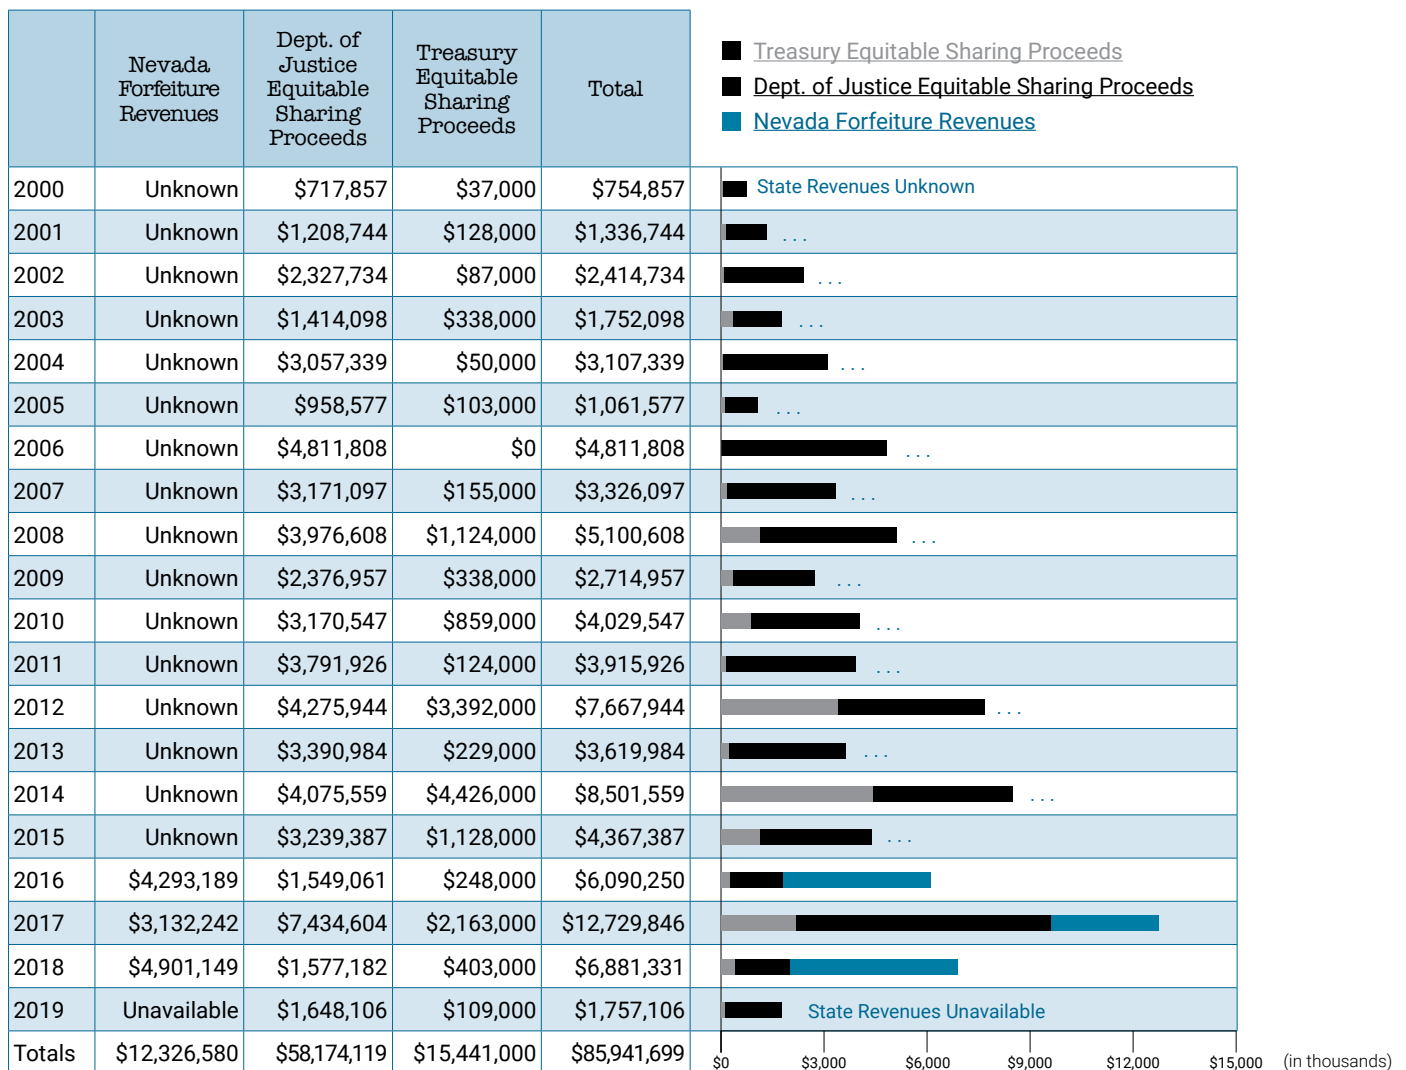 Nevada Forfeiture Revenues
Dept. of Justice Equitable Sharing Proceeds
Treasury Equitable Sharing Proceeds
Total
Treasury Equitable Sharing Proceeds
Dept. of Justice Equitable Sharing Proceeds
Nevada Forfeiture Revenues
2000 Unknown $717,857 $37,000 $754,857 State Revenues Unknown
2001 Unknown $1,208,744 $128,000 $1,336,744 ...
2002 Unknown $2,327,734 $87,000 $2,414,734 ...
2003 Unknown $1,414,098 $338,000 $1,752,098 ...
2004 Unknown $3,057,339 $50,000 $3,107,339 ...
2005 Unknown $958,577 $103,000 $1,061,577 ...
2006 Unknown $4,811,808 $0 $4,811,808 ...
2007 Unknown $3,171,097 $155,000 $3,326,097 ...
2008 Unknown $3,976,608 $1,124,000 $5,100,608 ...
2009 Unknown $2,376,957 $338,000 $2,714,957 ...
2010 Unknown $3,170,547 $859,000 $4,029,547 ...
2011 Unknown $3,791,926 $124,000 $3,915,926 ...
2012 Unknown $4,275,944 $3,392,000 $7,667,944 ...
2013 Unknown $3,390,984 $229,000 $3,619,984 ...
2014 Unknown $4,075,559 $4,426,000 $8,501,559 ...
2015 Unknown $3,239,387 $1,128,000 $4,367,387 ...
2016 $4,293,189 $1,549,061 $248,000 $6,090,250
2017 $3,132,242 $7,434,604 $2,163,000 $12,729,846
2018 $4,901,149 $1,577,182 $403,000 $6,881,331
2019 Unavailable $1,648,106 $109,000 $1,757,106 State Revenues Unavailable
Totals $12,326,580 $58,174,119 $15,441,000 $85,941,699
$0 $3,000 $6,000 $9,000 $12,000 $15,000 (in thousands)